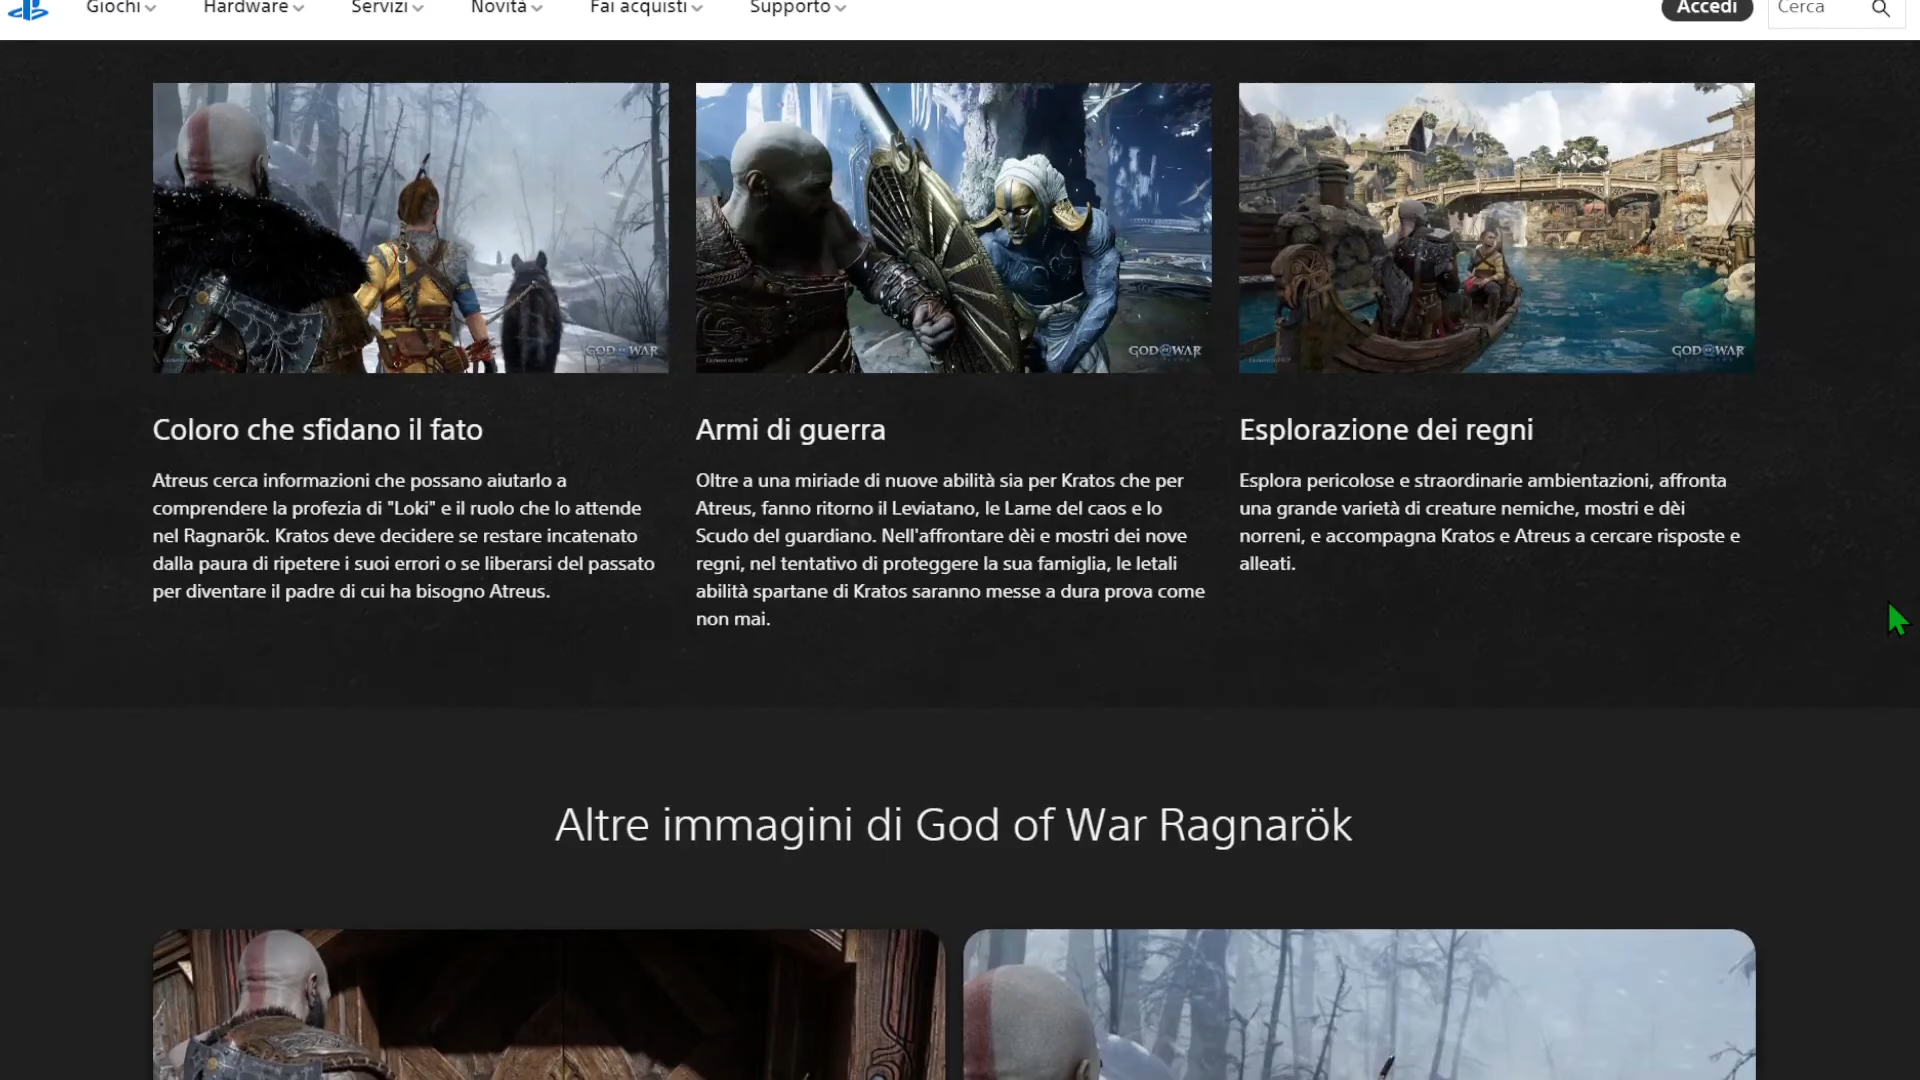 Giochi
Hardware
Servizi
Novità
Fai acquisti
Supporto
Accedi
Cerca
GOD OF WAR
GOD OF WAR
GOD OF WAR
Coloro che sfidano il fato
Atreus cerca informazioni che possano aiutarlo a
comprendere la profezia di "Loki" e il ruolo che lo attende
nel Ragnarök. Kratos deve decidere se restare incatenato
dalla paura di ripetere i suoi errori o se liberarsi del passato
per diventare il padre di cui ha bisogno Atreus.
Armi di guerra
Oltre a una miriade di nuove abilità sia per Kratos che per
Atreus, fanno ritorno il Leviatano, le Lame del caos e lo
Scudo del guardiano. Nell'affrontare dèi e mostri dei nove
regni, nel tentativo di proteggere la sua famiglia, le letali
abilità spartane di Kratos saranno messe a dura prova come
non mai.
Esplorazione dei regni
Esplora pericolose e straordinarie ambientazioni, affronta
una grande varietà di creature nemiche, mostri e dèi
norreni, e accompagna Kratos e Atreus a cercare risposte e
alleati.
Altre immagini di God of War Ragnarök